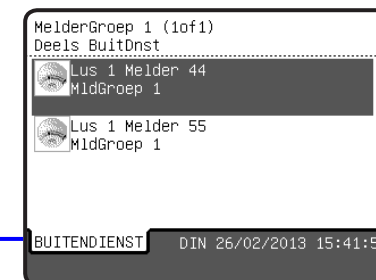 MelderGroep 1 (1of1)
Deels BuitDnst
Lus 1 Melder 44
MldGroep 1
Lus 1 Melder 55
MldGroep 1
BUITENDIENST DIN 26/02/2013 15:41:5